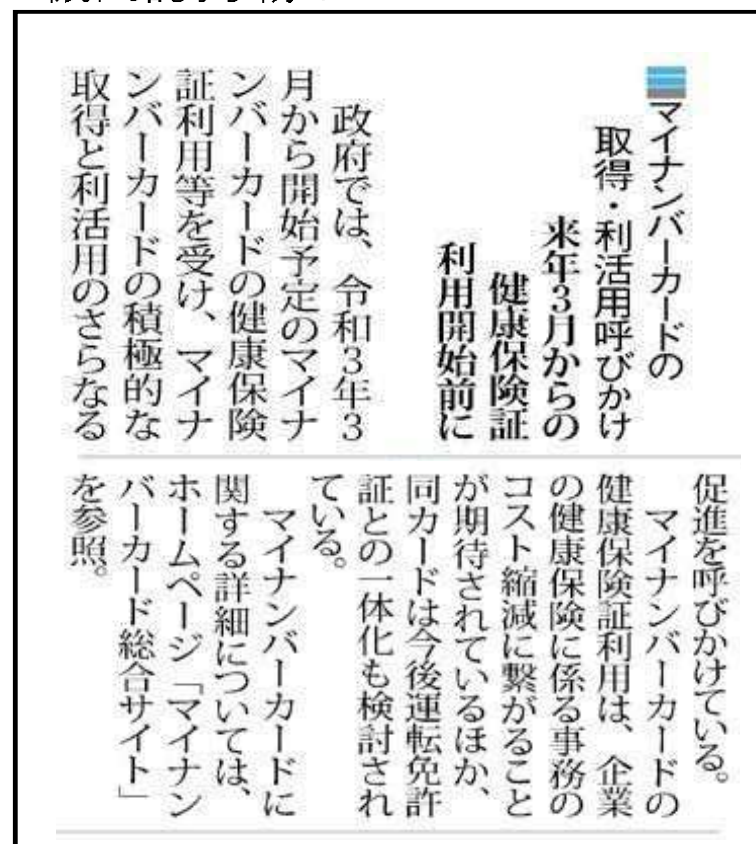 マイナンバーカードの
取得・利活用呼びかけ
来年3月からの
健康保険証
利用開始前に
政府では、令和3年3
月から開始予定のマイナ
ンバーカードの健康保険
証利用等を受け、マイナ
ンバーカードの積極的な
取得と利活用のさらなる
促進を呼びかけている。
マイナンバーカードの
健康保険証利用は、企業
の健康保険に係る事務の
コスト縮減に繋がること
が期待されているほか、
同カードは今後運転免許
証との一体化も検討され
ている。
マイナンバーカードに
関する詳細については、
ホームページ「マイナン
バーカード総合サイト」
を参照。